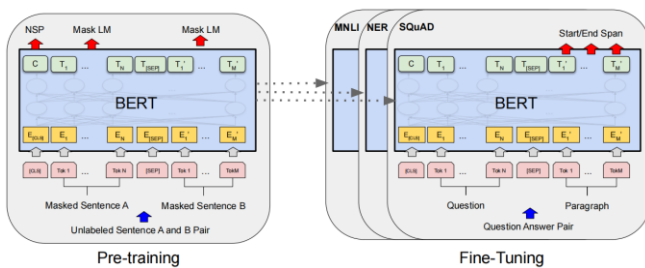 NSP Mask LM Mask LM
C T1 ... TN T[SEP] T1' ... TM'
BERT
E[CLS] E1 ... EN E[SEP] E1' ... EM'
[CLS] Tok 1 ... Tok N [SEP] Tok 1 ... TokM
Masked Sentence A Masked Sentence B
Unlabeled Sentence A and B Pair
Pre-training
MNLI NER SQuAD
Start/End Span
C T1 ... TN T[SEP] T1' ... TM'
BERT
E[CLS] E1 ... EN E[SEP] E1' ... EM'
[CLS] Tok 1 ... Tok N [SEP] Tok 1 ... TokM
Question Paragraph
Question Answer Pair
Fine-Tuning